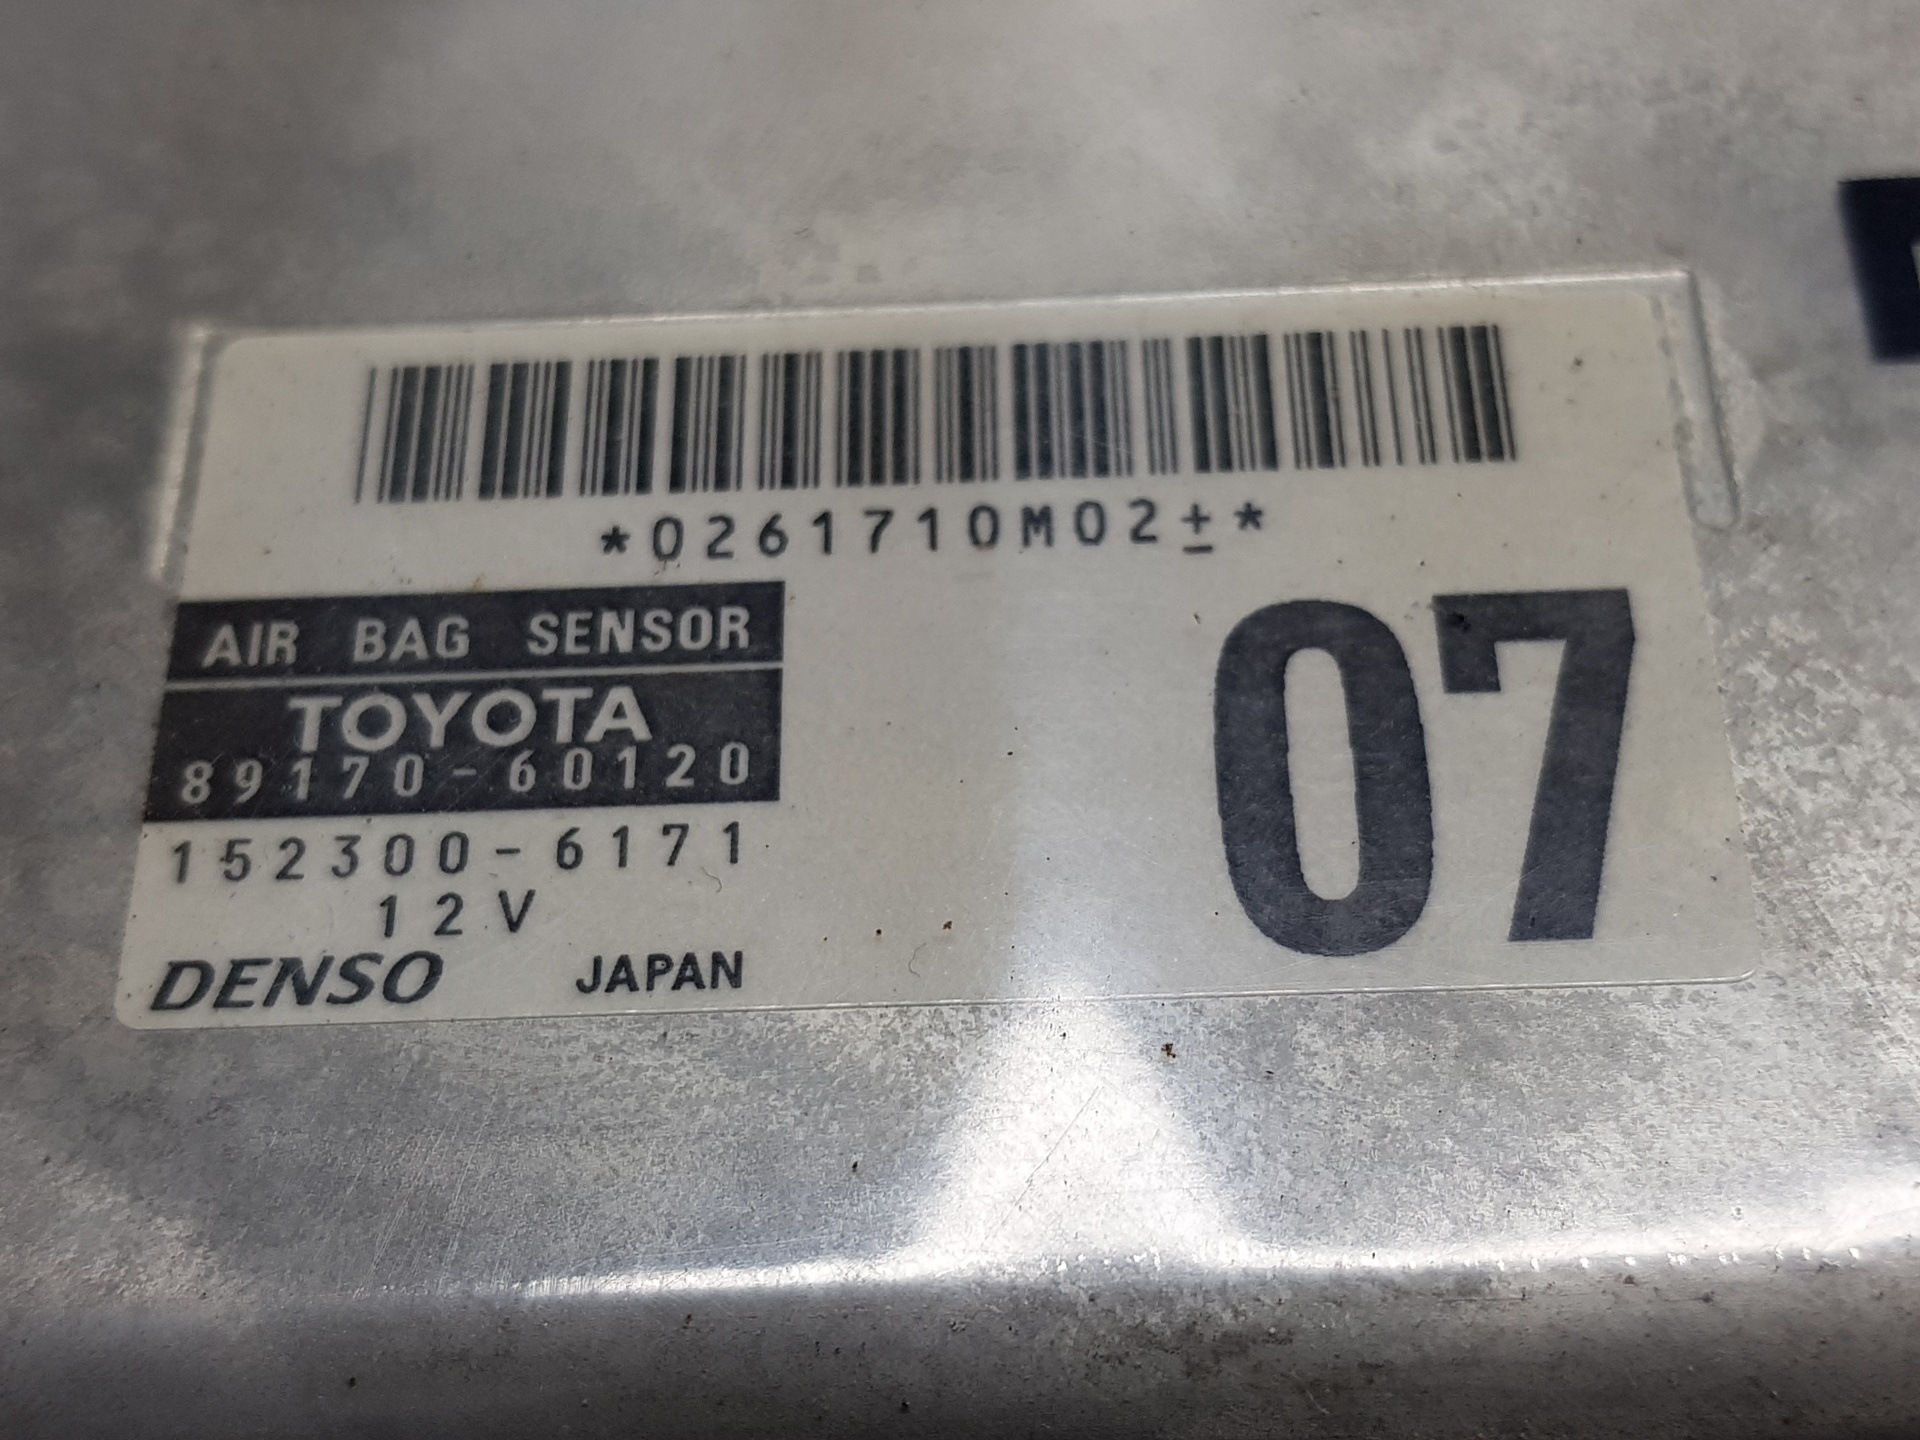 *0261710M02±*
AIR BAG SENSOR
TOYOTA
89170-60120
152300-6171
12V
DENSO JAPAN
07